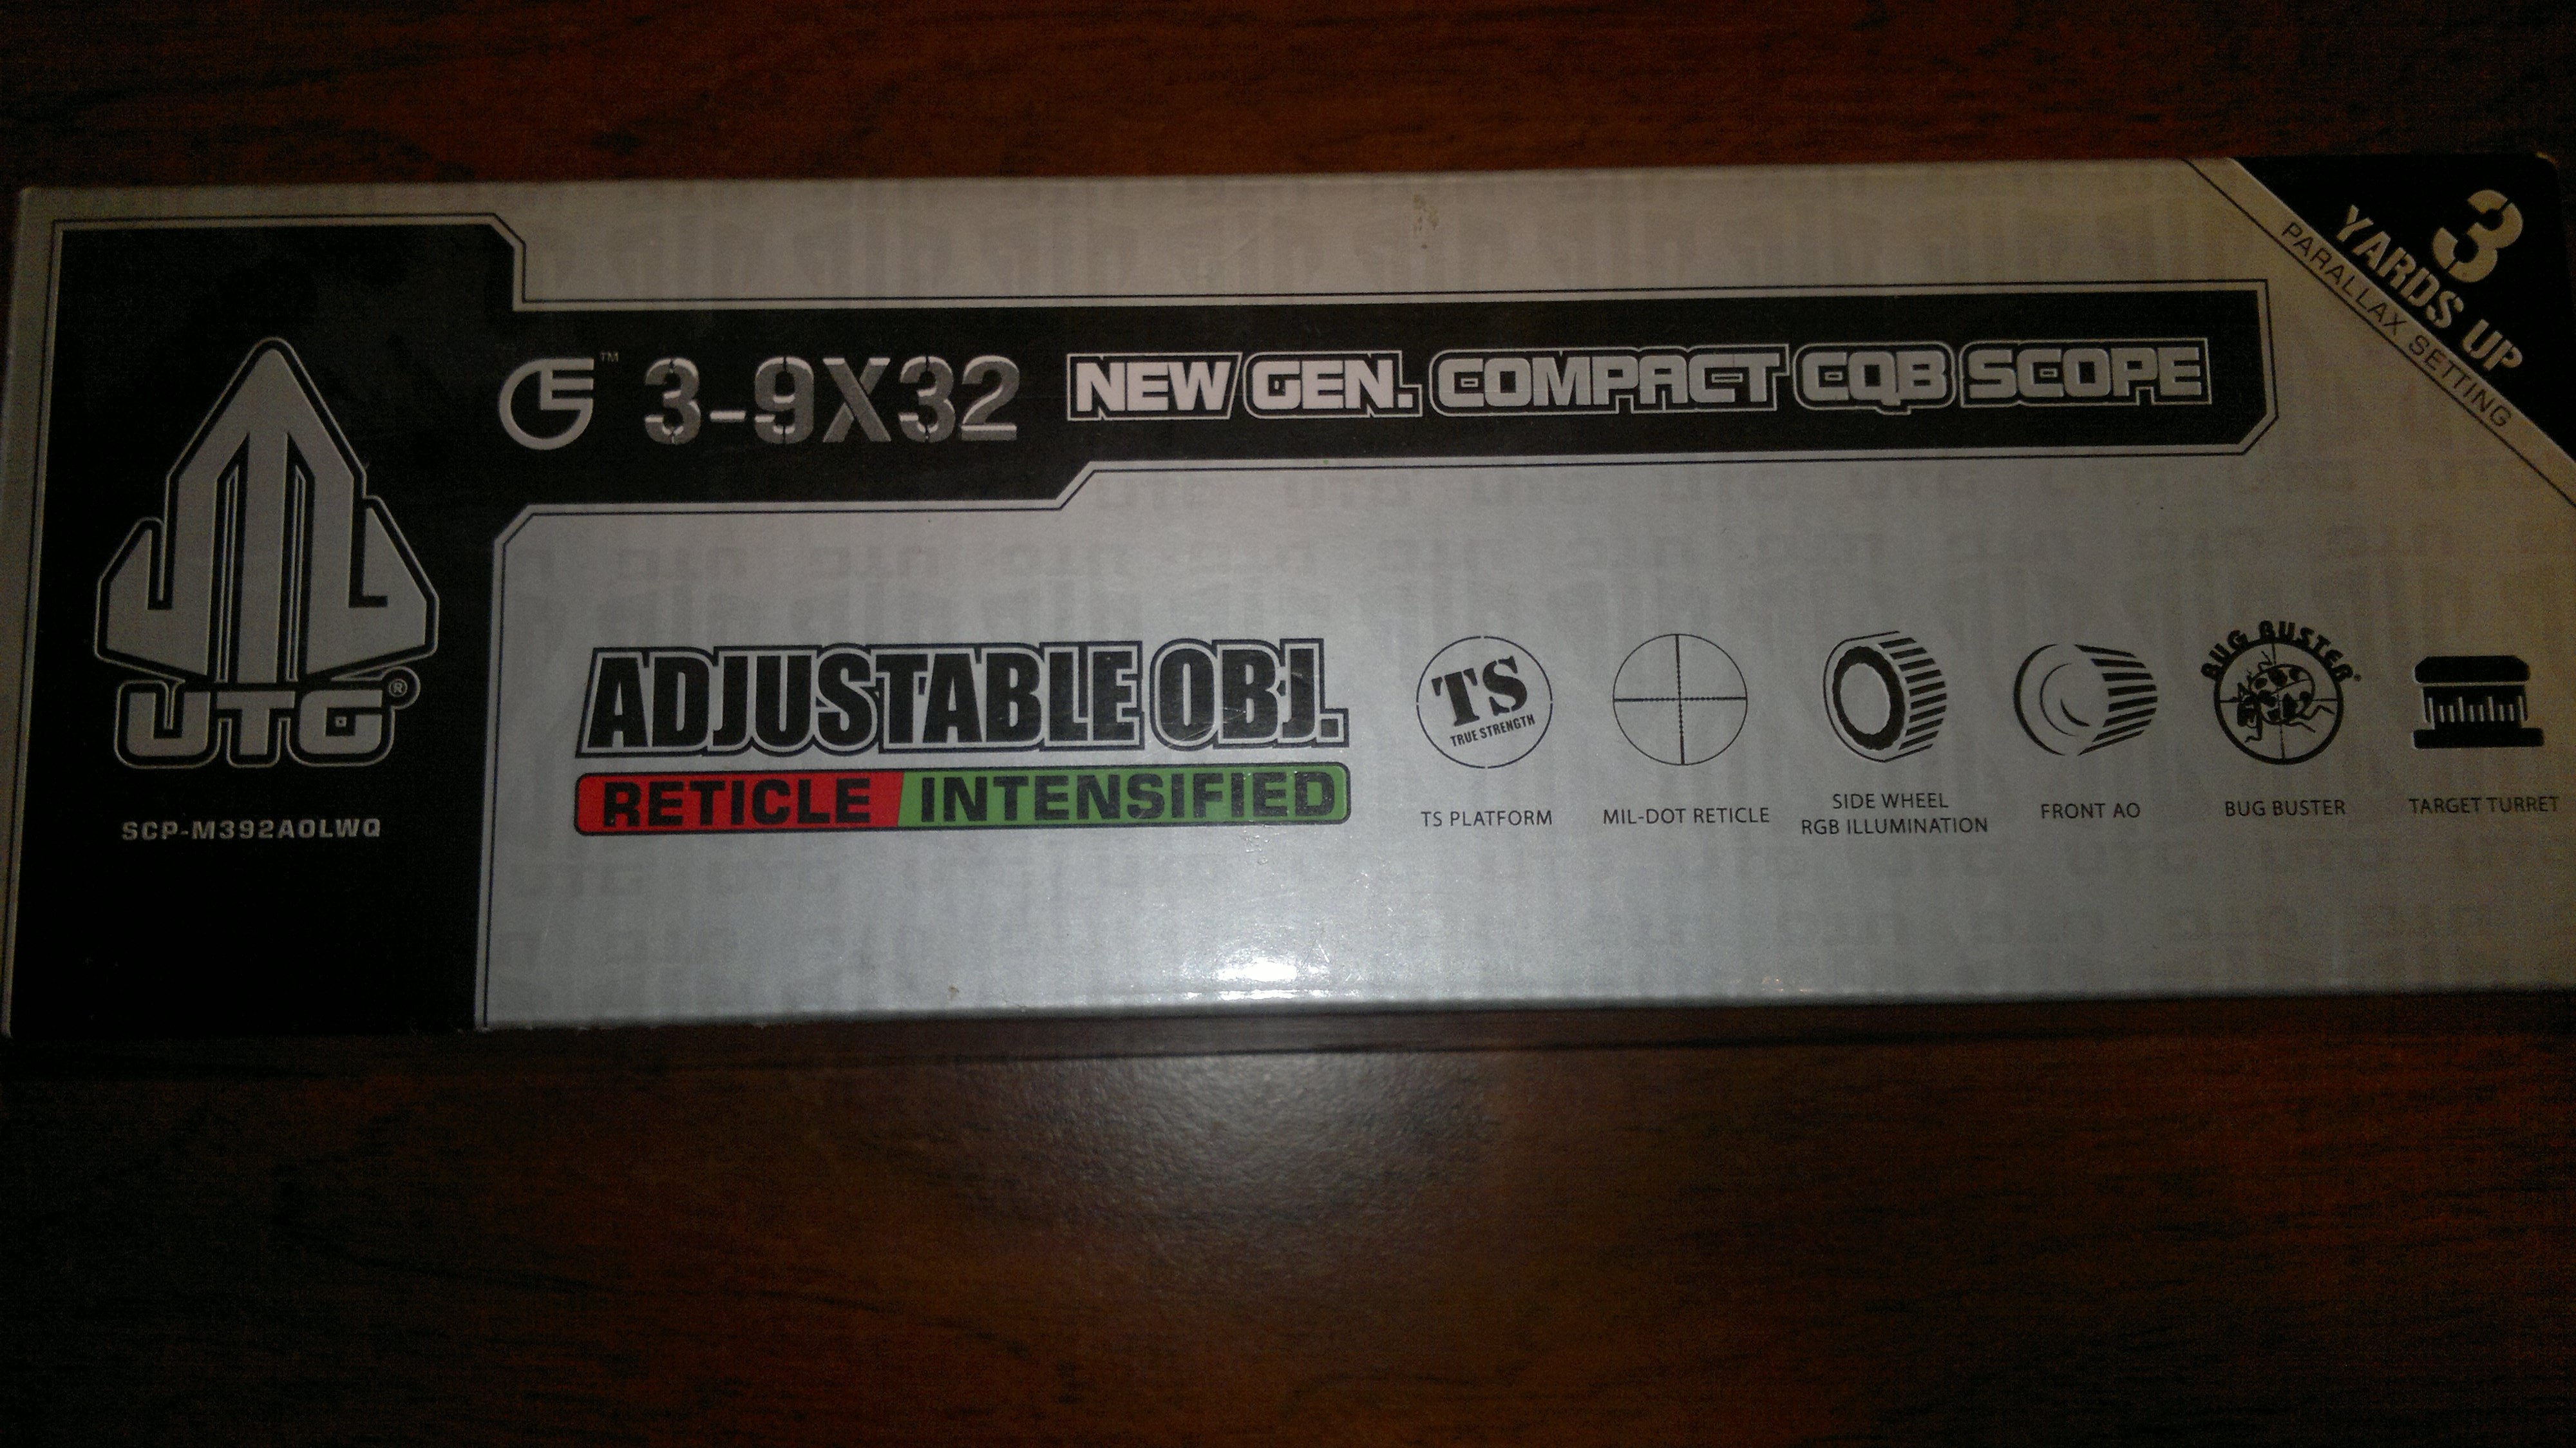 3
YARDS UP
PARALLAX SETTING
™ 3-9X32 NEW GEN. COMPACT CQB SCOPE
UTG®
SCP-M392AOLWQ
ADJUSTABLE OBJ.
RETICLE INTENSIFIED
TS
TRUE STRENGTH
TS PLATFORM
MIL-DOT RETICLE
SIDE WHEEL
RGB ILLUMINATION
FRONT AO
BUG BUSTER®
BUG BUSTER
TARGET TURRET